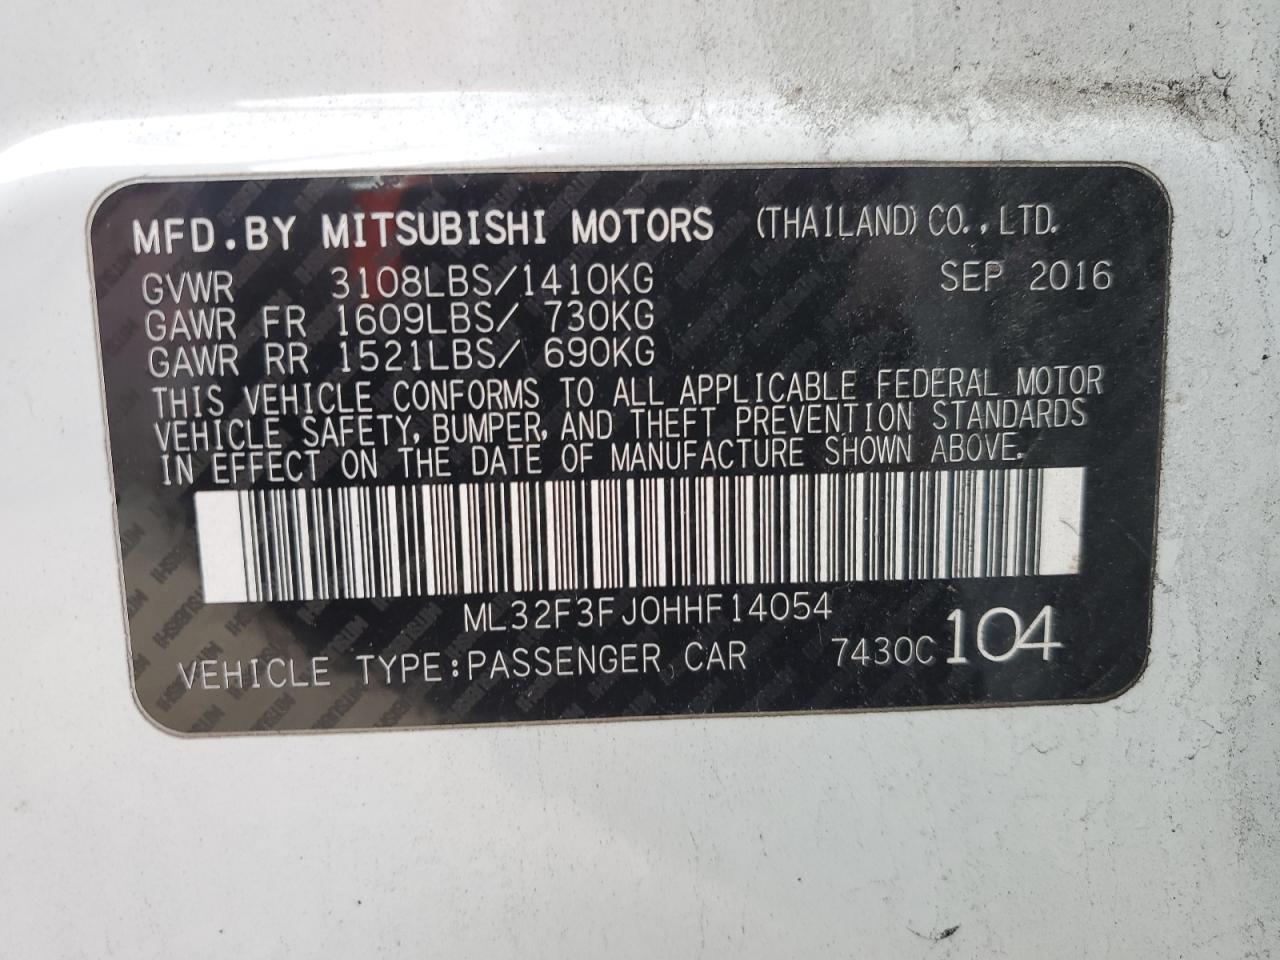 MFD.BY MITSUBISHI MOTORS (THAILAND) CO., LTD.
GVWR 3108LBS/1410KG SEP 2016
GAWR FR 1609LBS/ 730KG
GAWR RR 1521LBS/ 690KG
THIS VEHICLE CONFORMS TO ALL APPLICABLE FEDERAL MOTOR
VEHICLE SAFETY, BUMPER, AND THEFT PREVENTION STANDARDS
IN EFFECT ON THE DATE OF MANUFACTURE SHOWN ABOVE.
ML32F3FJ0HHF14054
VEHICLE TYPE:PASSENGER CAR 7430C 104